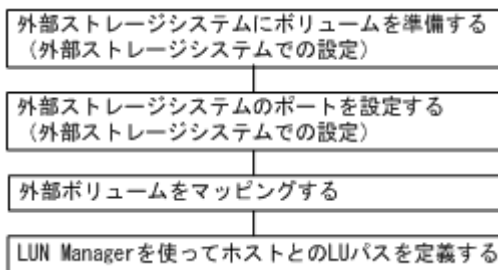 外部ストレージシステムにボリュームを準備する
（外部ストレージシステムでの設定）
外部ストレージシステムのポートを設定する
（外部ストレージシステムでの設定）
外部ボリュームをマッピングする
LUN Managerを使ってホストとのLUパスを定義する